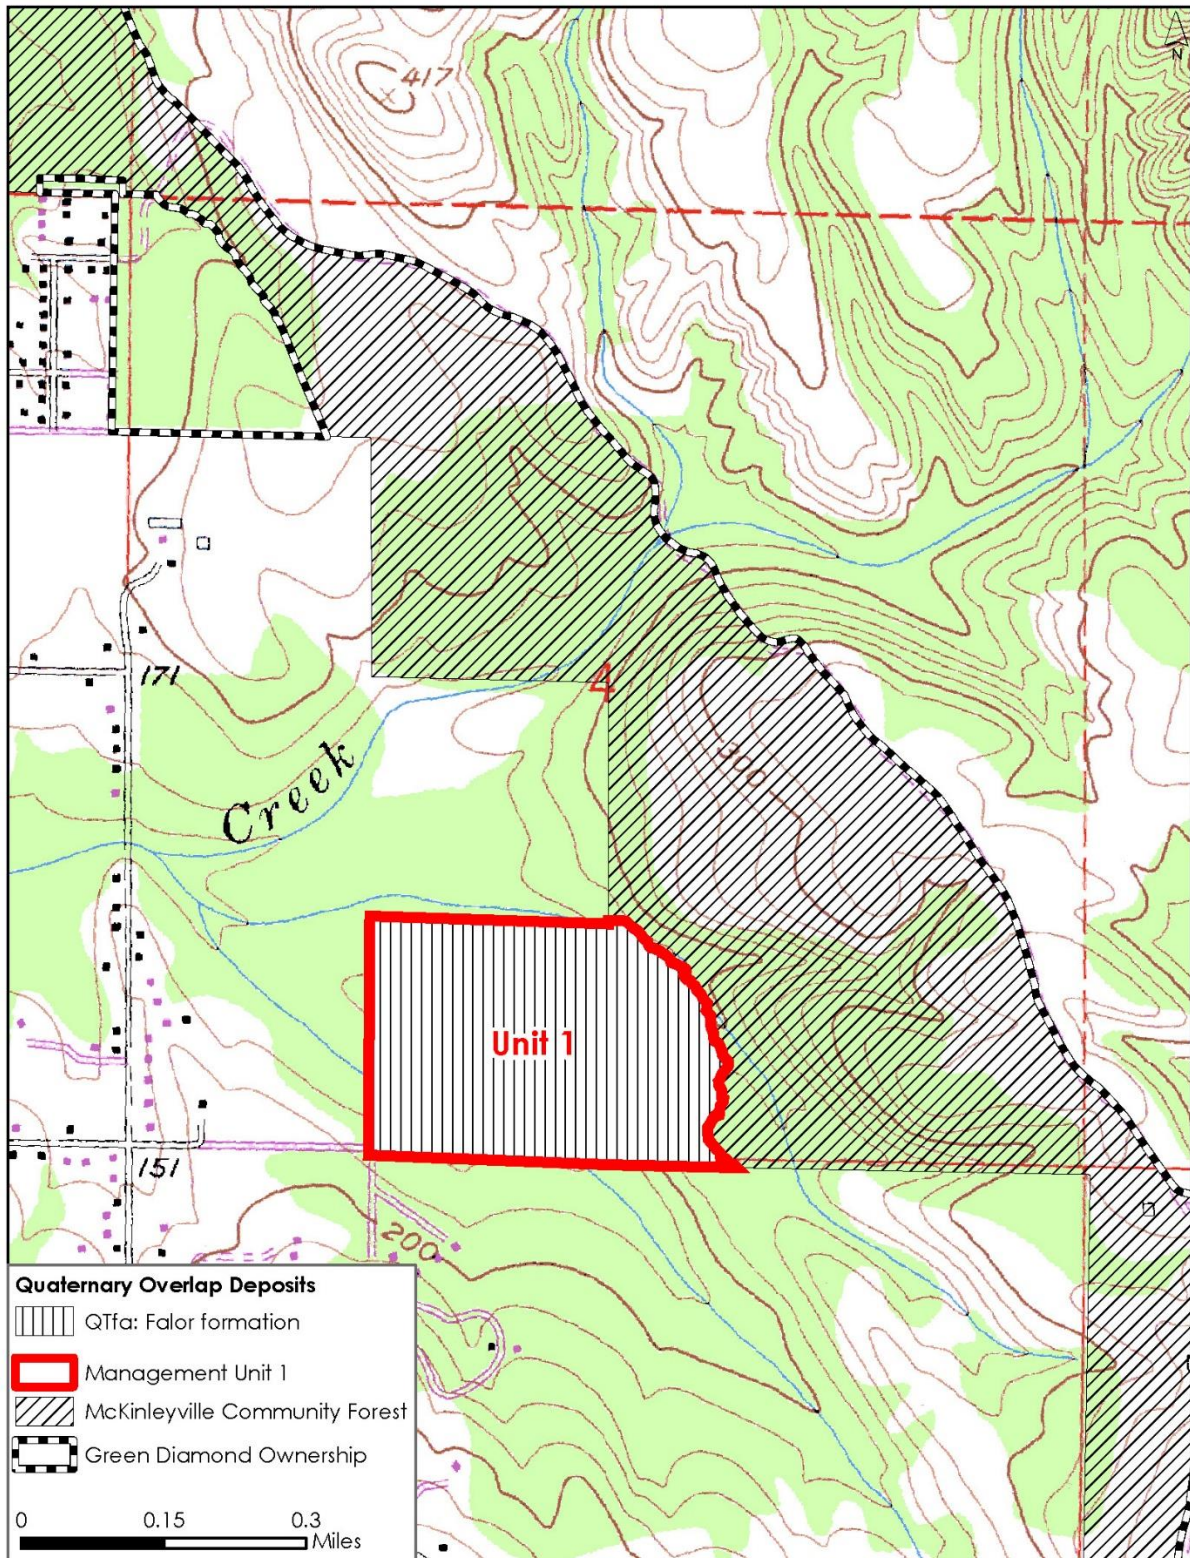 N
417
4
171
300
Creek
Unit 1
151
200
Quaternary Overlap Deposits
QTfa: Falor formation
Management Unit 1
McKinleyville Community Forest
Green Diamond Ownership
0 0.15 0.3
Miles